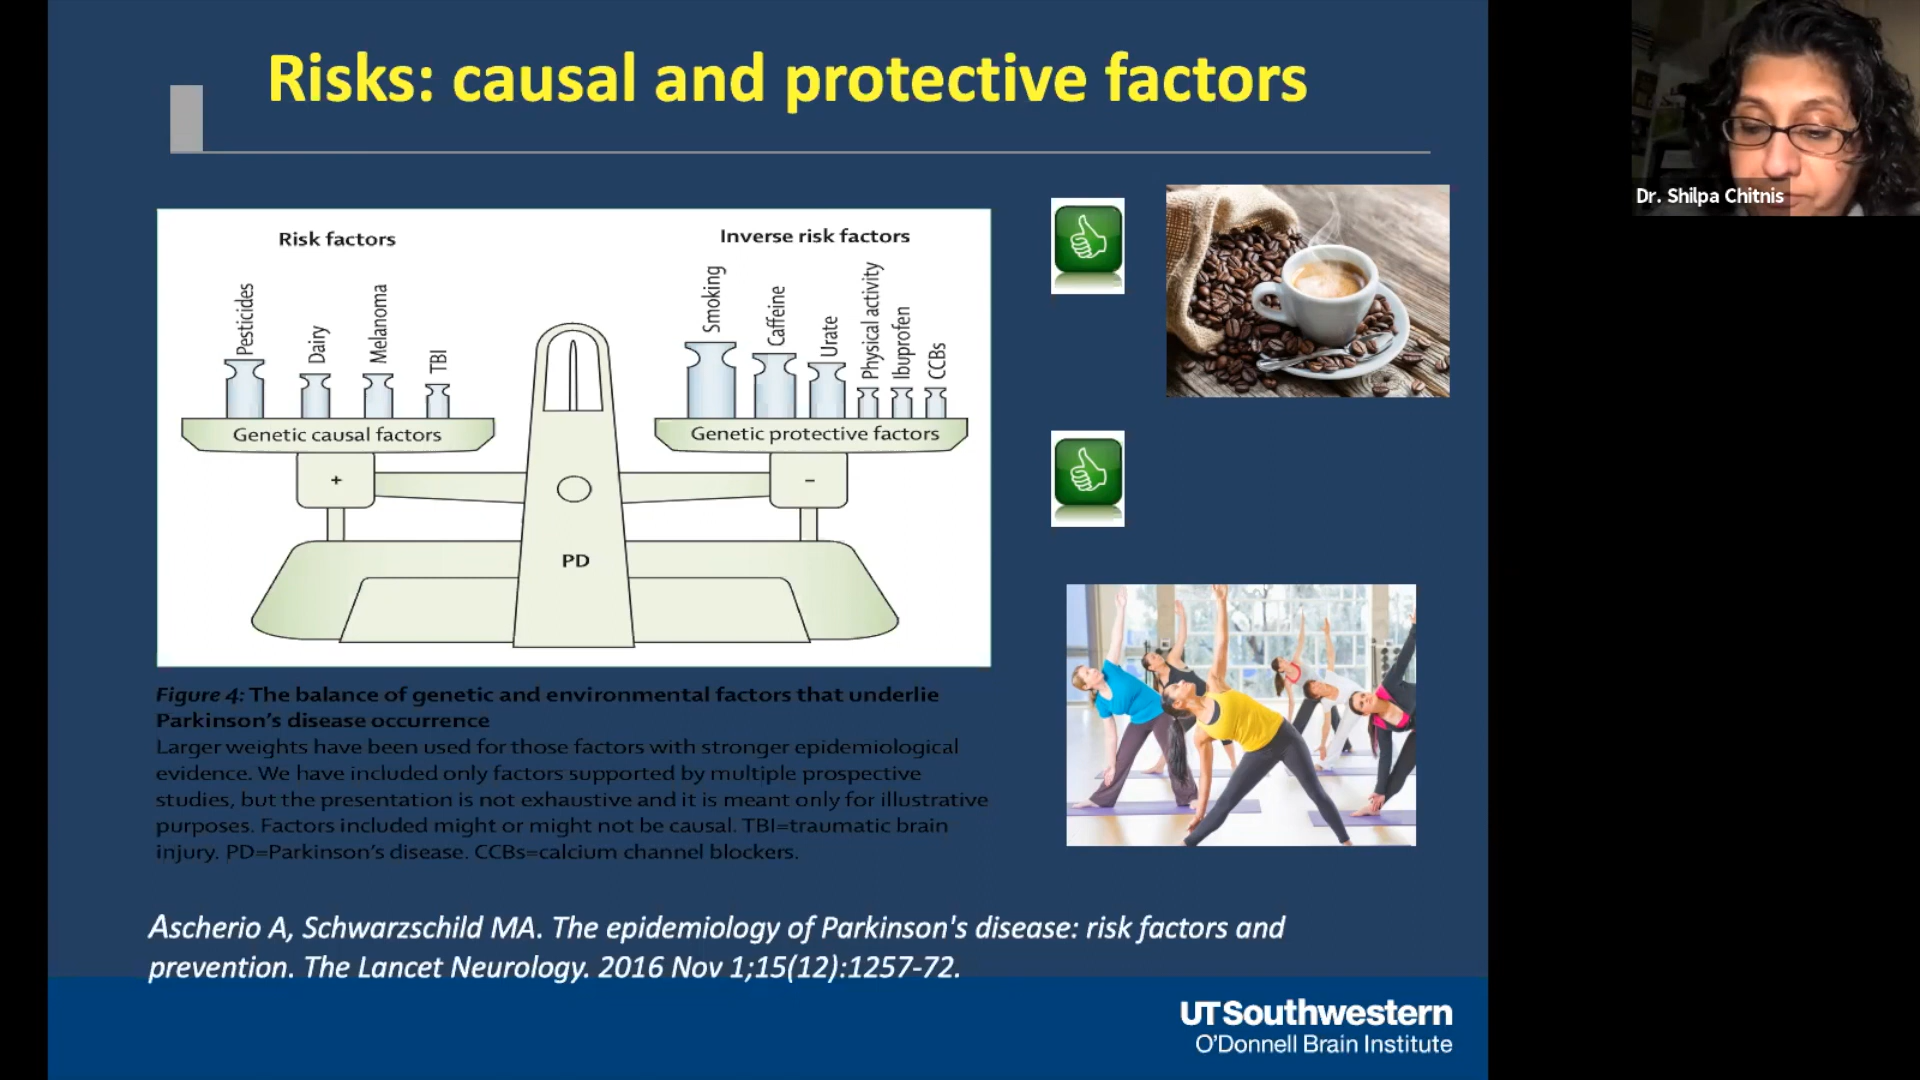 Risks: causal and protective factors
Dr. Shilpa Chitnis
Risk factors
Inverse risk factors
Pesticides
Dairy
Melanoma
TBI
Smoking
Caffeine
Urate
Physical activity
Ibuprofen
CCBs
Genetic causal factors
Genetic protective factors
+
−
PD
Figure 4: The balance of genetic and environmental factors that underlie
Parkinson’s disease occurrence
Larger weights have been used for those factors with stronger epidemiological
evidence. We have included only factors supported by multiple prospective
studies, but the presentation is not exhaustive and it is meant only for illustrative
purposes. Factors included might or might not be causal. TBI=traumatic brain
injury. PD=Parkinson’s disease. CCBs=calcium channel blockers.
Ascherio A, Schwarzschild MA. The epidemiology of Parkinson's disease: risk factors and
prevention. The Lancet Neurology. 2016 Nov 1;15(12):1257-72.
UTSouthwestern
O’Donnell Brain Institute